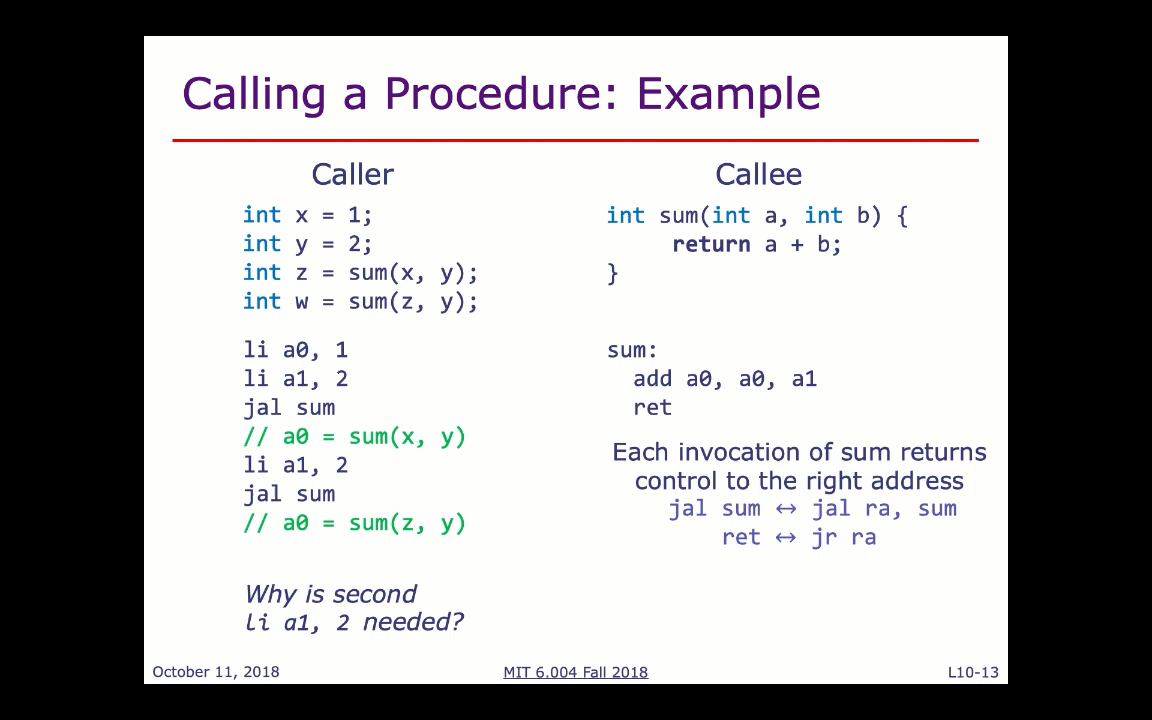 Calling a Procedure: Example
Caller
int x = 1;
int y = 2;
int z = sum(x, y);
int w = sum(z, y);
li a0, 1
li a1, 2
jal sum
// a0 = sum(x, y)
li a1, 2
jal sum
// a0 = sum(z, y)
Why is second
li a1, 2 needed?
Callee
int sum(int a, int b) {
return a + b;
}
sum:
add a0, a0, a1
ret
Each invocation of sum returns
control to the right address
jal sum ↔ jal ra, sum
ret ↔ jr ra
October 11, 2018
MIT 6.004 Fall 2018
L10-13